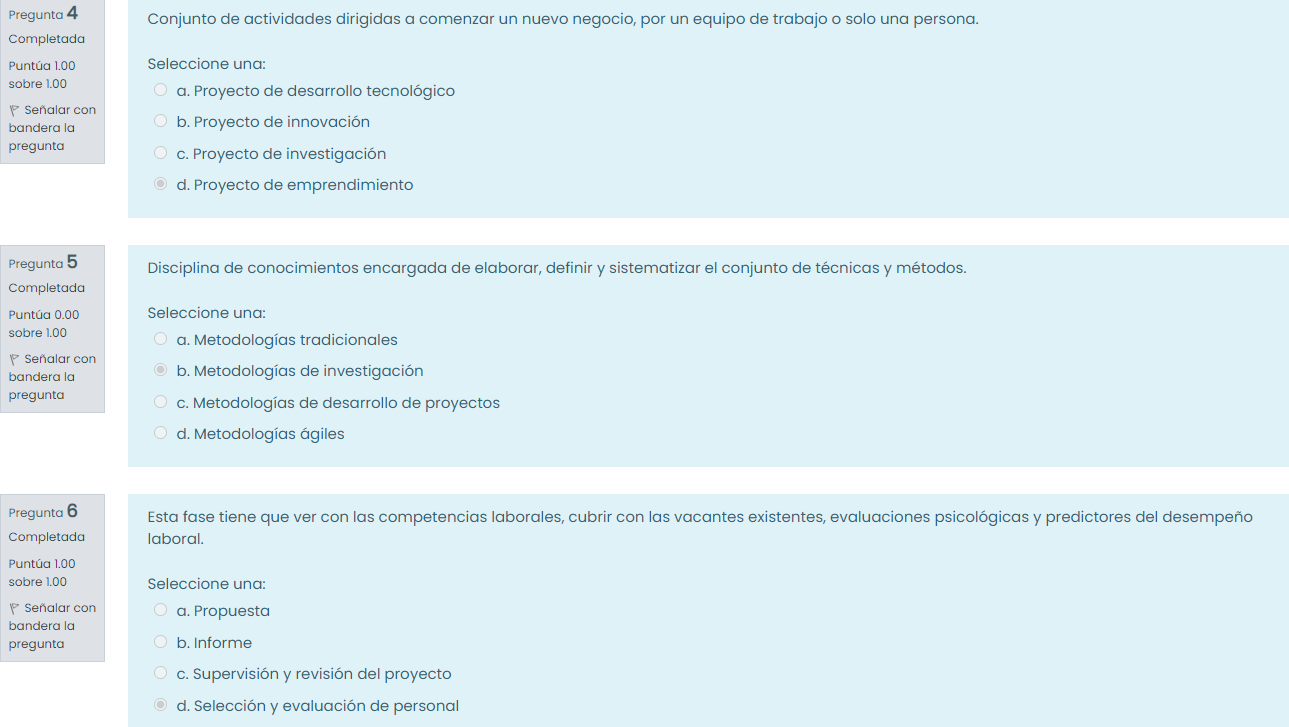 Pregunta 4
Completada
Puntúa 1.00
sobre 1.00
Señalar con
bandera la
pregunta
Conjunto de actividades dirigidas a comenzar un nuevo negocio, por un equipo de trabajo o solo una persona.
Seleccione una:
a. Proyecto de desarrollo tecnológico
b. Proyecto de innovación
c. Proyecto de investigación
d. Proyecto de emprendimiento
Pregunta 5
Completada
Puntúa 0.00
sobre 1.00
Señalar con
bandera la
pregunta
Disciplina de conocimientos encargada de elaborar, definir y sistematizar el conjunto de técnicas y métodos.
Seleccione una:
a. Metodologías tradicionales
b. Metodologías de investigación
c. Metodologías de desarrollo de proyectos
d. Metodologías ágiles
Pregunta 6
Completada
Puntúa 1.00
sobre 1.00
Señalar con
bandera la
pregunta
Esta fase tiene que ver con las competencias laborales, cubrir con las vacantes existentes, evaluaciones psicológicas y predictores del desempeño
laboral.
Seleccione una:
a. Propuesta
b. Informe
c. Supervisión y revisión del proyecto
d. Selección y evaluación de personal